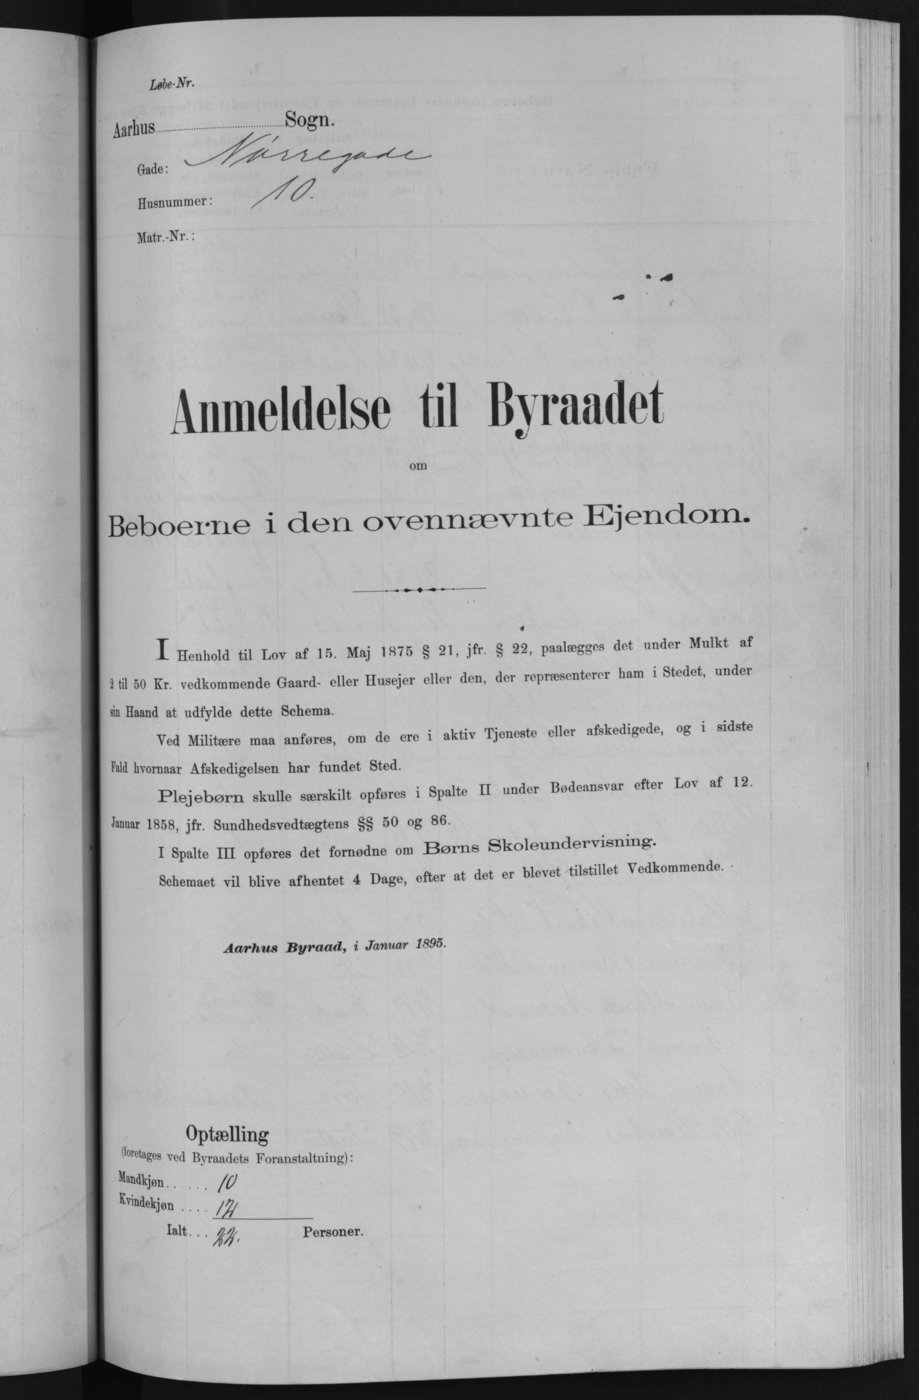 Løbe-Nr.
Aarhus Sogn.
Gade: Nørregade
Husnummer: 10.
Matr.-Nr.:
Anmeldelse til Byraadet
om
Beboerne i den ovennævnte Ejendom.
I Henhold til Lov af 15. Maj 1875 § 21, jfr. § 22, paalægges det under Mulkt af
2 til 50 Kr. vedkommende Gaard- eller Husejer eller den, der repræsenterer ham i Stedet, under
sin Haand at udfylde dette Schema.
Ved Militære maa anføres, om de ere i aktiv Tjeneste eller afskedigede, og i sidste
Fald hvornaar Afskedigelsen har fundet Sted.
Plejebørn skulle særskilt opføres i Spalte II under Bødeansvar efter Lov af 12.
Januar 1858, jfr. Sundhedsvedtægtens §§ 50 og 86.
I Spalte III opføres det fornødne om Børns Skoleundervisning.
Schemaet vil blive afhentet 4 Dage, efter at det er blevet tilstillet Vedkommende.
Aarhus Byraad, i Januar 1895.
Optælling
(foretages ved Byraadets Foranstaltning):
Mandkjøn...... 10
Kvindekjøn .... 12
Ialt... 22. Personer.